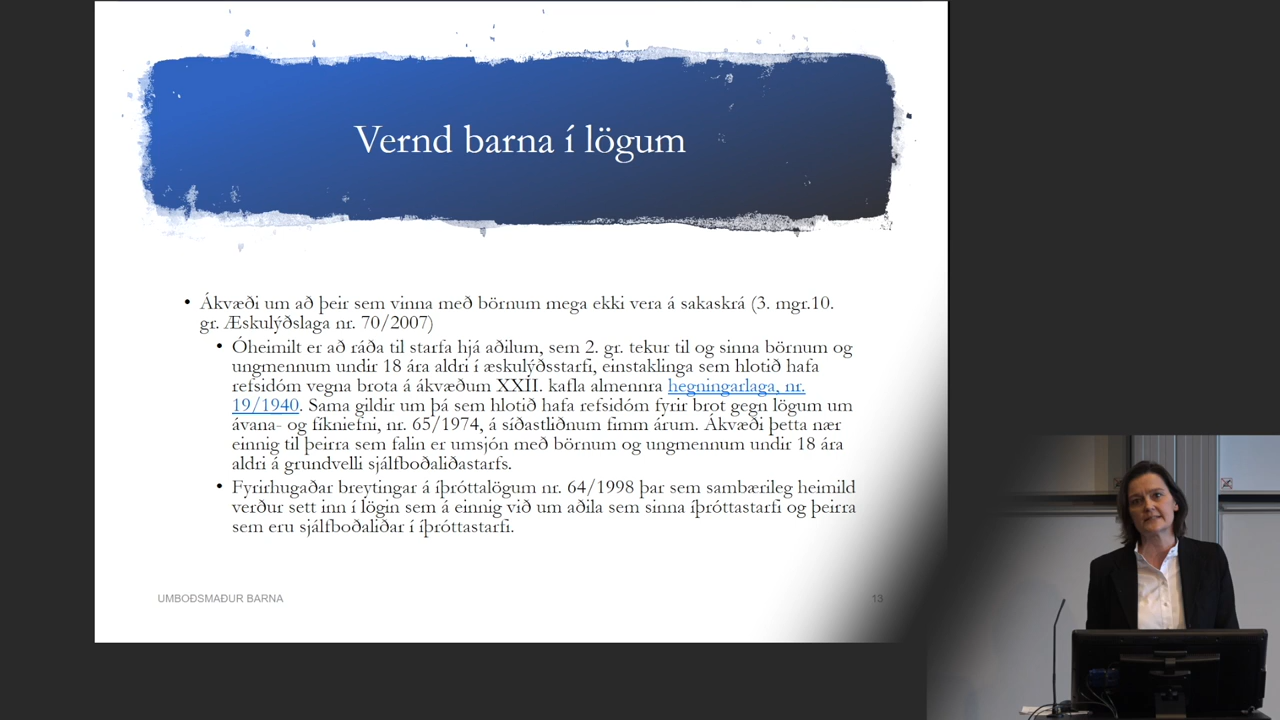 Vernd barna í lögum
• Ákvæði um að þeir sem vinna með börnum mega ekki vera á sakaskrá (3. mgr.10.
gr. Æskulýðslaga nr. 70/2007)
• Óheimilt er að ráða til starfa hjá aðilum, sem 2. gr. tekur til og sinna börnum og
ungmennum undir 18 ára aldri í æskulýðsstarfi, einstaklinga sem hlotið hafa
refsidóm vegna brota á ákvæðum XXII. kafla almennra hegningarlaga, nr.
19/1940. Sama gildir um þá sem hlotið hafa refsidóm fyrir brot gegn lögum um
ávana- og fíkniefni, nr. 65/1974, á síðastliðnum fimm árum. Ákvæði þetta nær
einnig til þeirra sem falin er umsjón með börnum og ungmennum undir 18 ára
aldri á grundvelli sjálfboðaliðastarfs.
• Fyrirhugaðar breytingar á íþróttalögum nr. 64/1998 þar sem sambærileg heimild
verður sett inn í lögin sem á einnig við um aðila sem sinna íþróttastarfi og þeirra
sem eru sjálfboðaliðar í íþróttastarfi.
UMBOÐSMAÐUR BARNA
13